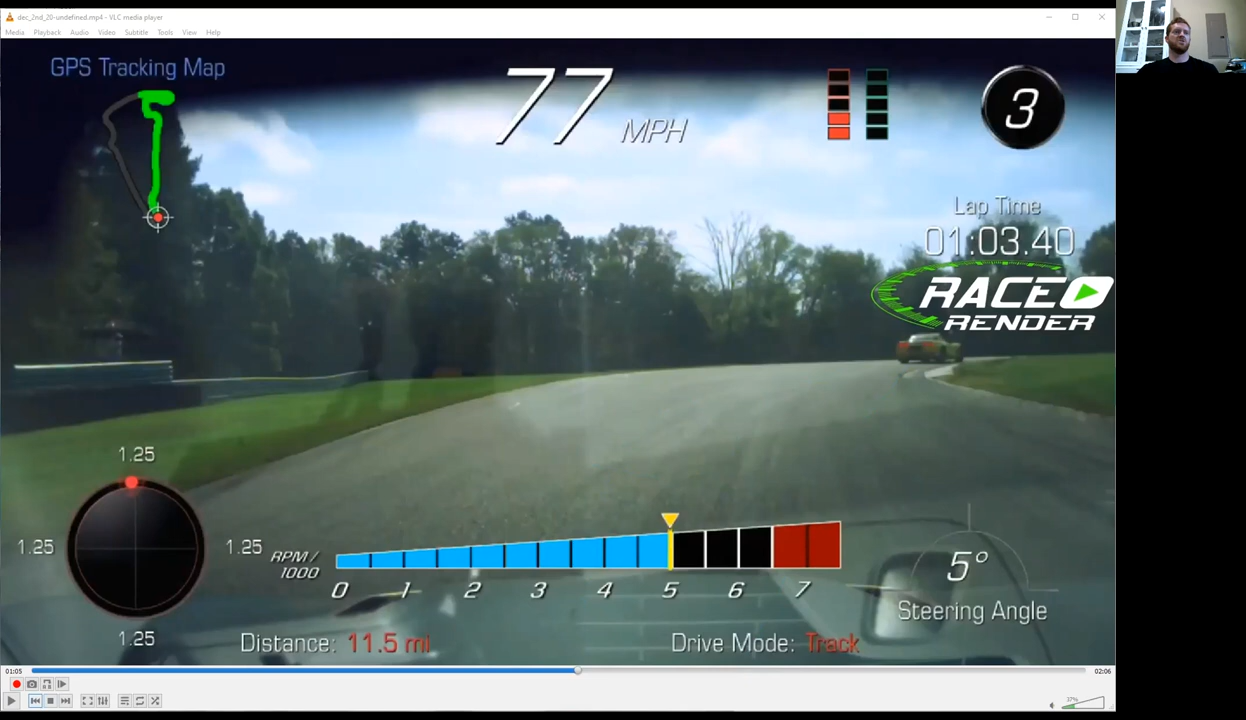 dec_2nd_20-undefined.mp4 - VLC media player
Media Playback Audio Video Subtitle Tools View Help
GPS Tracking Map
77 MPH
3
Lap Time
01:03.40
RACE
RENDER
1.25
1.25
1.25
1.25
RPM /
1000
0 1 2 3 4 5 6 7
5°
Steering Angle
Distance: 11.5 mi
Drive Mode: Track
01:05
02:06
37%